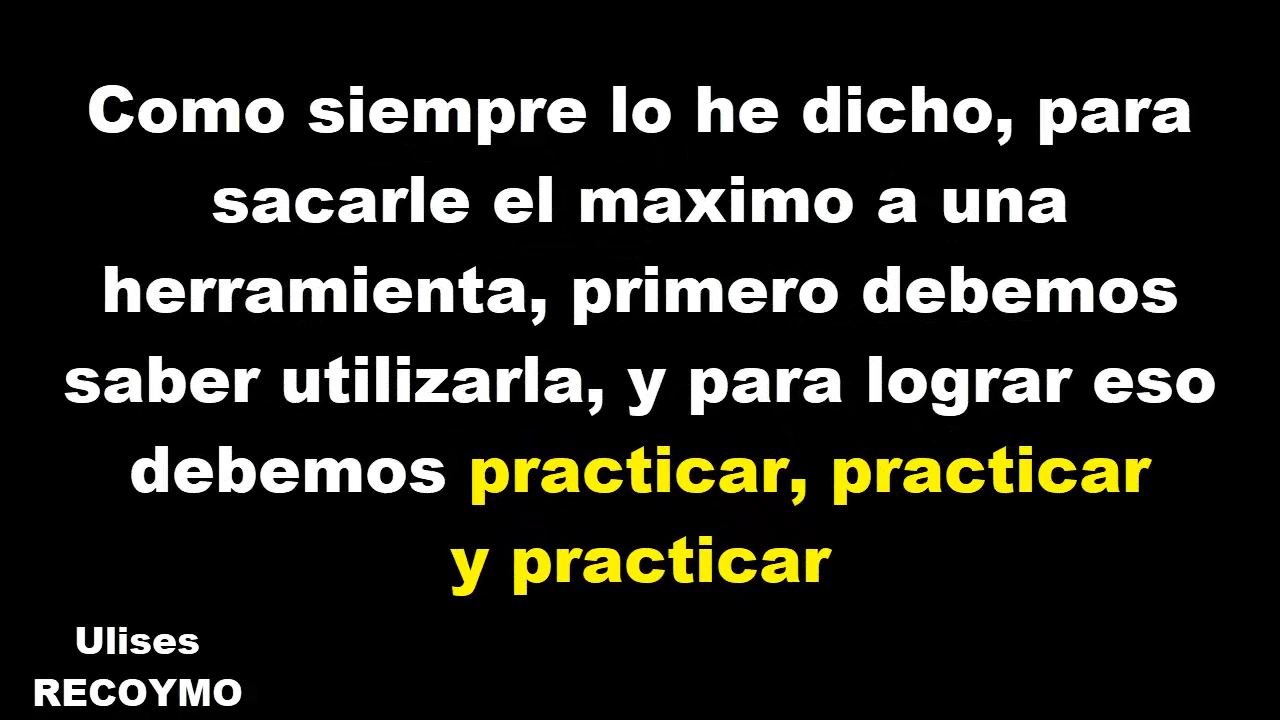 Como siempre lo he dicho, para
sacarle el maximo a una
herramienta, primero debemos
saber utilizarla, y para lograr eso
debemos practicar, practicar
y practicar
Ulises
RECOYMO